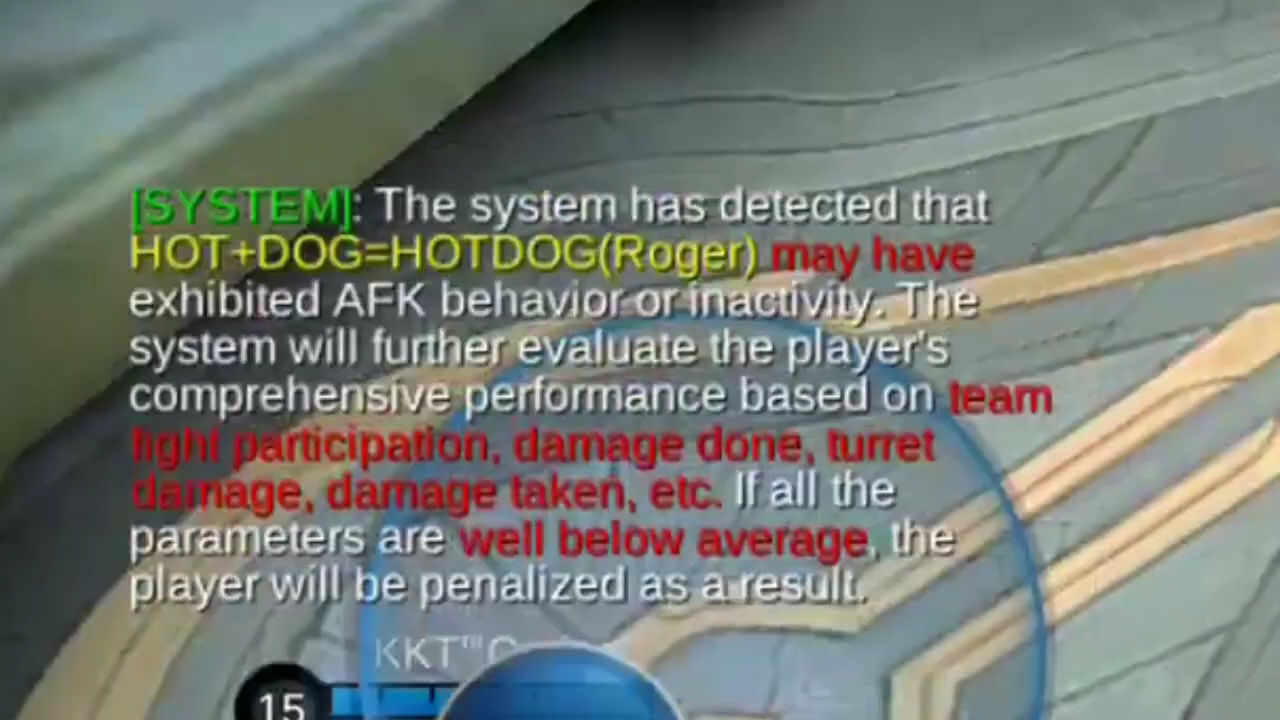 [SYSTEM]: The system has detected that
HOT+DOG=HOTDOG(Roger) may have
exhibited AFK behavior or inactivity. The
system will further evaluate the player's
comprehensive performance based on team
fight participation, damage done, turret
damage, damage taken, etc. If all the
parameters are well below average, the
player will be penalized as a result.
KKT™C
15